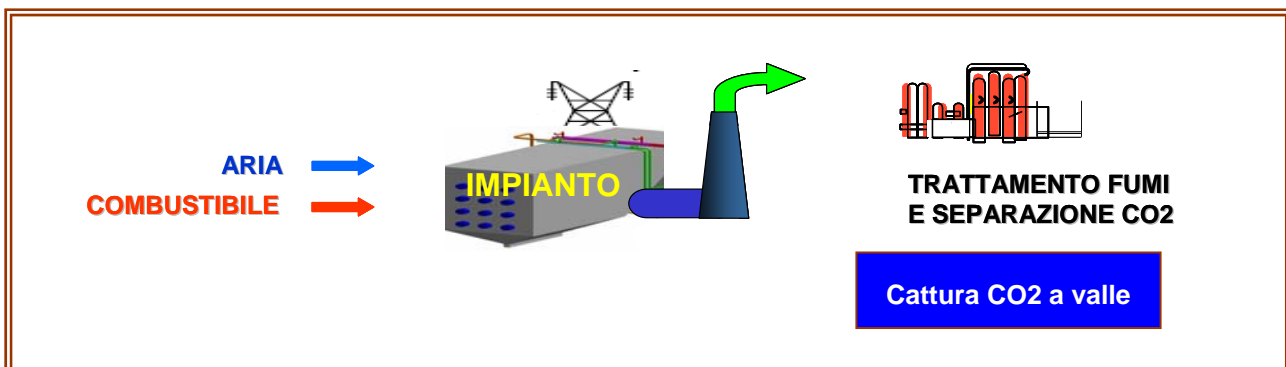 ARIA
COMBUSTIBILE
IMPIANTO
TRATTAMENTO FUMI
E SEPARAZIONE CO2
Cattura CO2 a valle